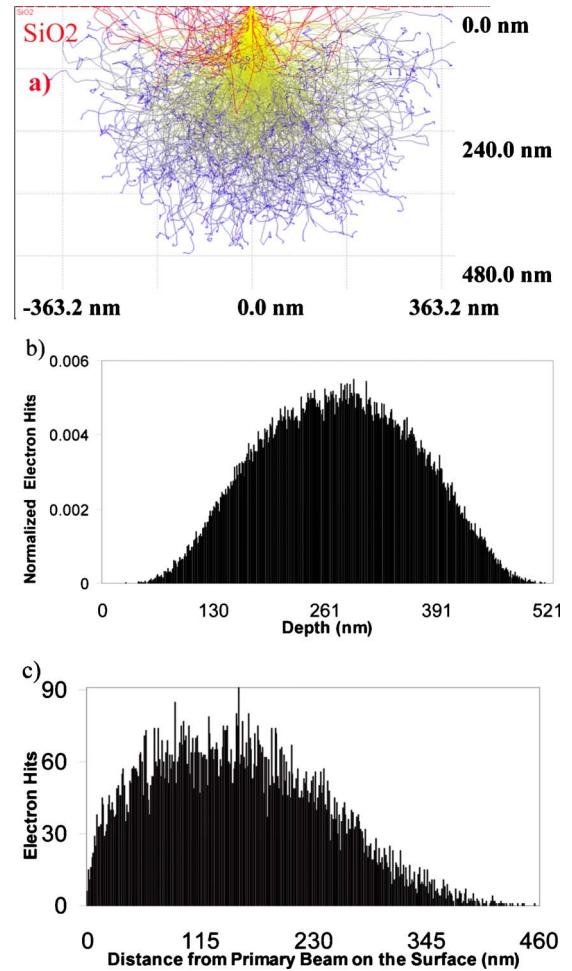 SiO2
SiO2
0.0 nm
a)
240.0 nm
480.0 nm
-363.2 nm 0.0 nm 363.2 nm
b)
0.006
0.004
0.002
0
Normalized Electron Hits
0 130 261 391 521
Depth (nm)
c)
90
60
30
0
Electron Hits
0 115 230 345 460
Distance from Primary Beam on the Surface (nm)